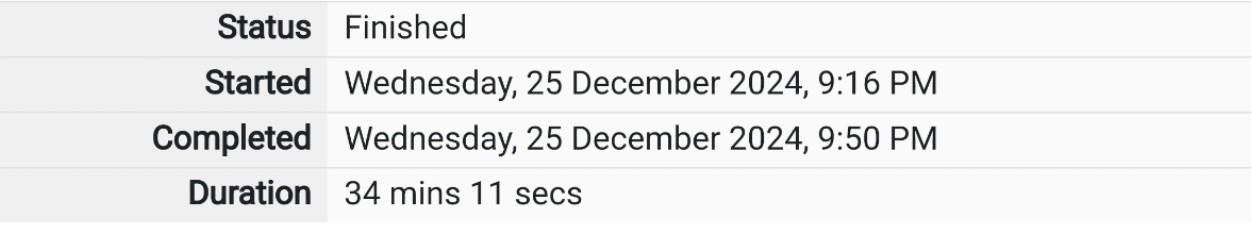 Status Finished
Started Wednesday, 25 December 2024, 9:16 PM
Completed Wednesday, 25 December 2024, 9:50 PM
Duration 34 mins 11 secs